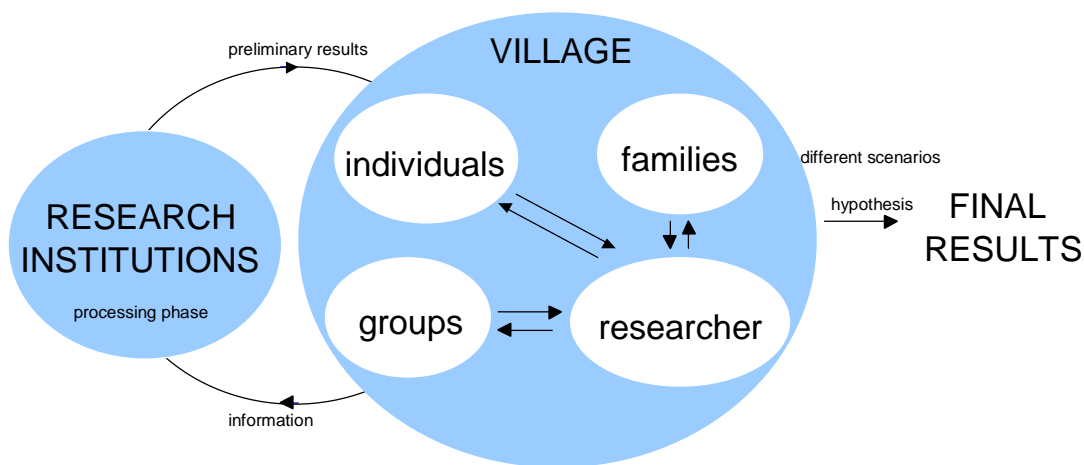 preliminary results
VILLAGE
individuals
families
different scenarios
RESEARCH
INSTITUTIONS
processing phase
hypothesis
FINAL
RESULTS
groups
researcher
information